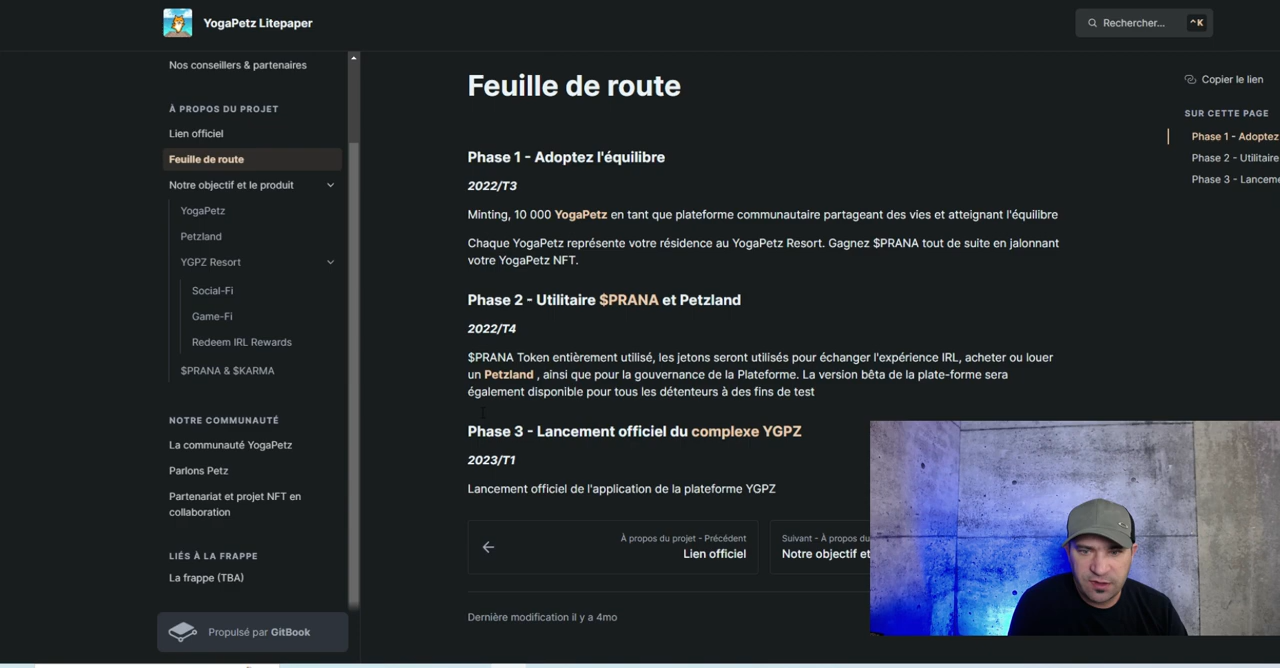 YogaPetz Litepaper
Rechercher... ^K
Nos conseillers & partenaires
À PROPOS DU PROJET
Lien officiel
Feuille de route
Notre objectif et le produit
YogaPetz
Petzland
YGPZ Resort
Social-Fi
Game-Fi
Redeem IRL Rewards
$PRANA & $KARMA
NOTRE COMMUNAUTÉ
La communauté YogaPetz
Parlons Petz
Partenariat et projet NFT en
collaboration
LIÉS À LA FRAPPE
La frappe (TBA)
Propulsé par GitBook
Feuille de route
Phase 1 - Adoptez l'équilibre
2022/T3
Minting, 10 000 YogaPetz en tant que plateforme communautaire partageant des vies et atteignant l'équilibre
Chaque YogaPetz représente votre résidence au YogaPetz Resort. Gagnez $PRANA tout de suite en jalonnant
votre YogaPetz NFT.
Phase 2 - Utilitaire $PRANA et Petzland
2022/T4
$PRANA Token entièrement utilisé, les jetons seront utilisés pour échanger l'expérience IRL, acheter ou louer
un Petzland , ainsi que pour la gouvernance de la Plateforme. La version bêta de la plate-forme sera
également disponible pour tous les détenteurs à des fins de test
Phase 3 - Lancement officiel du complexe YGPZ
2023/T1
Lancement officiel de l'application de la plateforme YGPZ
À propos du projet - Précédent
Lien officiel
Suivant - À propos du
Notre objectif et
Dernière modification il y a 4mo
Copier le lien
SUR CETTE PAGE
Phase 1 - Adoptez
Phase 2 - Utilitaire
Phase 3 - Lanceme